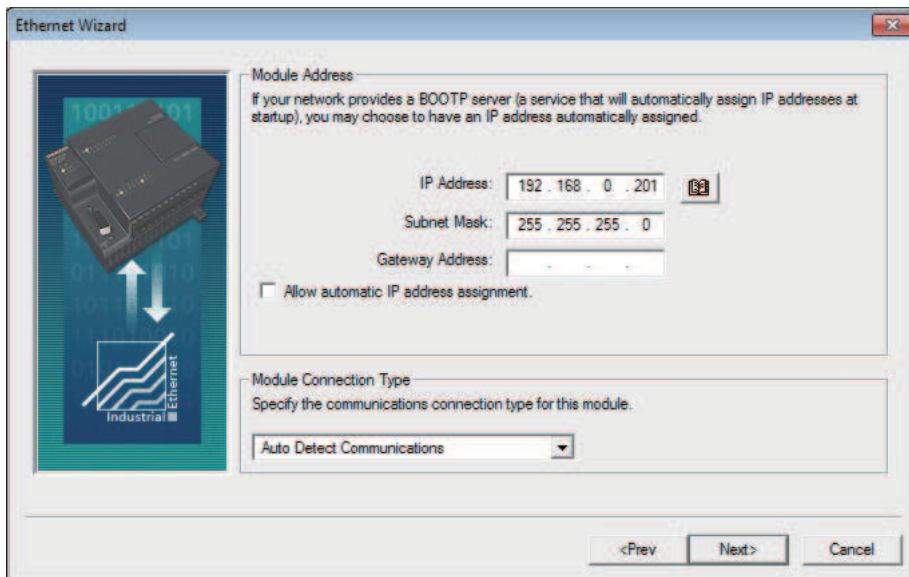 Ethernet Wizard
Module Address
If your network provides a BOOTP server (a service that will automatically assign IP addresses at
startup), you may choose to have an IP address automatically assigned.
IP Address: 192 . 168 . 0 . 201
Subnet Mask: 255 . 255 . 255 . 0
Gateway Address: . . .
Allow automatic IP address assignment.
Industrial Ethernet
Module Connection Type
Specify the communications connection type for this module.
Auto Detect Communications
<Prev Next> Cancel